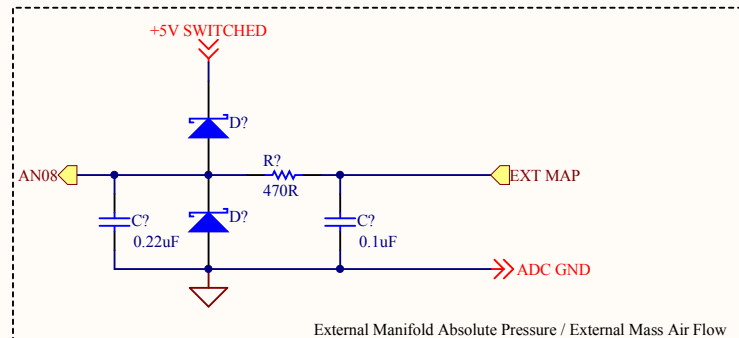 +5V SWITCHED
D?
R?
AN08
EXT MAP
470R
C?
D?
C?
0.22uF
0.1uF
ADC GND
External Manifold Absolute Pressure / External Mass Air Flow